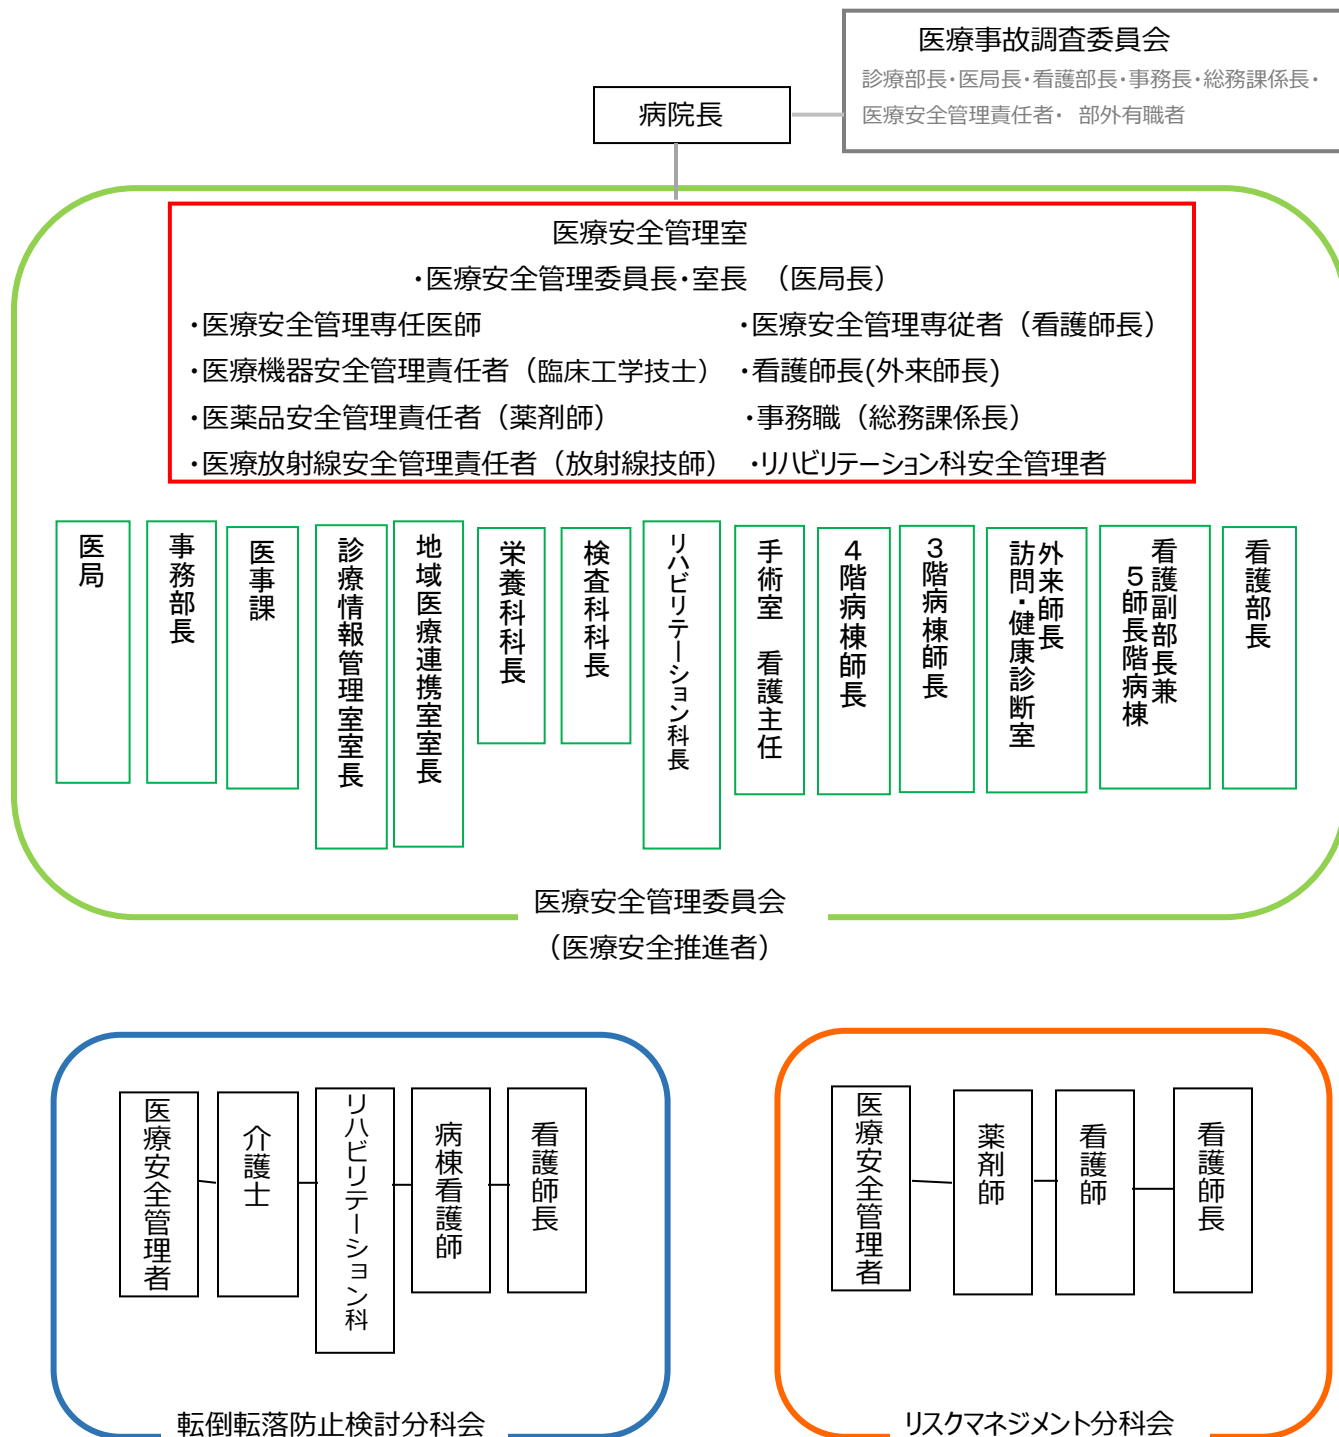 医療事故調査委員会
診療部長・医局長・看護部長・事務長・総務課係長・
医療安全管理責任者・ 部外有職者
病院長
医療安全管理室
・医療安全管理委員長・室長 （医局長）
・医療安全管理専任医師
・医療安全管理専従者（看護師長）
・医療機器安全管理責任者（臨床工学技士）
・看護師長(外来師長)
・医薬品安全管理責任者（薬剤師）
・事務職（総務課係長）
・医療放射線安全管理責任者（放射線技師）
・リハビリテーション科安全管理者
医局
事務部長
医事課
診療情報管理室室長
地域医療連携室室長
栄養科科長
検査科科長
リハビリテーション科長
手術室 看護主任
４階病棟師長
３階病棟師長
外来師長
訪問・健康診断室
看護副部長兼
５師長階病棟
看護部長
医療安全管理委員会
（医療安全推進者）
医療安全管理者
介護士
リハビリテーション科
病棟看護師
看護師長
転倒転落防止検討分科会
医療安全管理者
薬剤師
看護師
看護師長
リスクマネジメント分科会